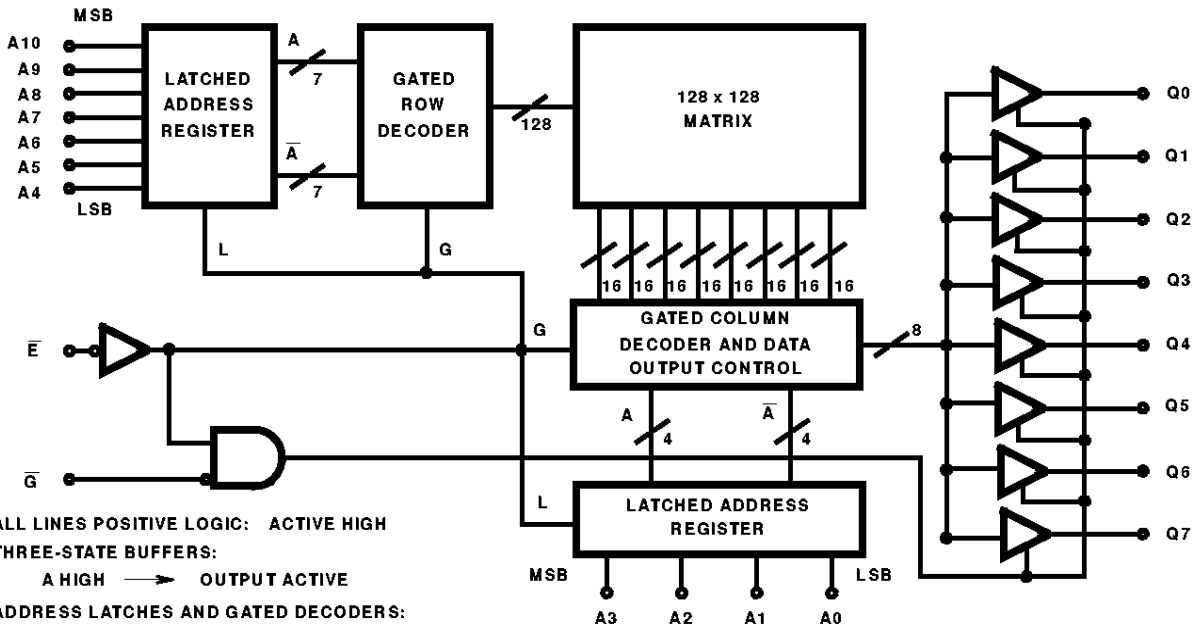 MSB
A10
A9
A8
A7
A6
A5
A4
LSB
LATCHED
ADDRESS
REGISTER
A
7
A̅
7
GATED
ROW
DECODER
128
128 x 128
MATRIX
L
G
16 16 16 16 16 16 16 16
E̅
G
GATED COLUMN
DECODER AND DATA
OUTPUT CONTROL
8
A
4
A̅
4
G̅
L
LATCHED ADDRESS
REGISTER
MSB
LSB
A3 A2 A1 A0
Q0
Q1
Q2
Q3
Q4
Q5
Q6
Q7
ALL LINES POSITIVE LOGIC: ACTIVE HIGH
THREE-STATE BUFFERS:
A HIGH → OUTPUT ACTIVE
ADDRESS LATCHES AND GATED DECODERS: